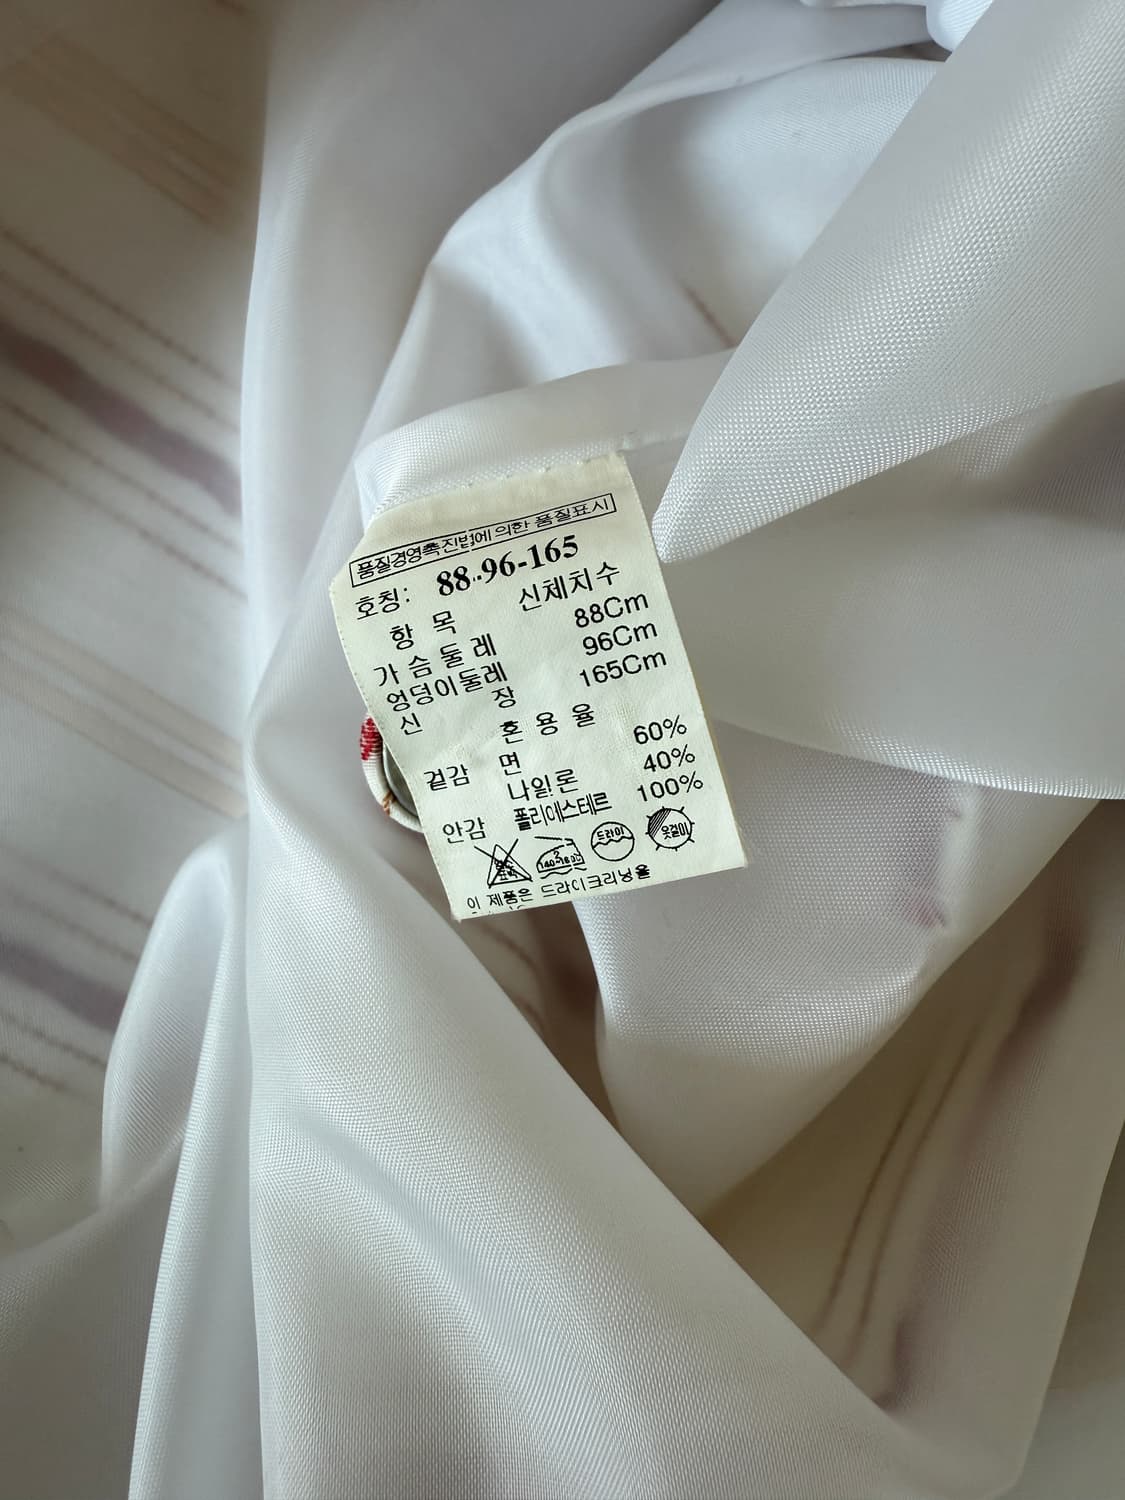 품질경영촉진법에 의한 품질표시
호칭: 88-96-165
항 목 신체치수
가 슴 둘 레 88Cm
엉덩이둘레 96Cm
신 장 165Cm
혼 용 율
겉감 면 60%
나일론 40%
안감 폴리에스테르 100%
140~160℃ 드라이 옷걸이
이 제품은 드라이크리닝을